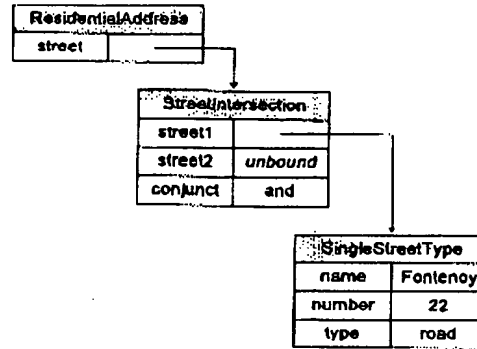 ResidentialAddress
street
StreetIntersection
street1
street2 unbound
conjunct and
SingleStreetType
name Fontenoy
number 22
type road